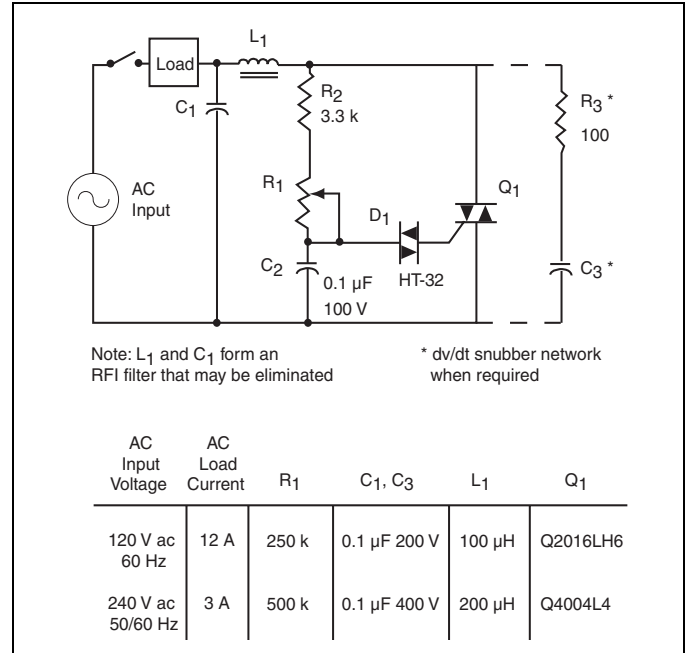 L1
Load
C1
R2
3.3 k
R3 *
100
AC
Input
R1
D1
Q1
C2
0.1 µF
100 V
HT-32
C3 *
Note: L1 and C1 form an
RFI filter that may be eliminated
* dv/dt snubber network
when required
AC Input Voltage AC Load Current R1 C1, C3 L1 Q1
120 V ac 60 Hz 12 A 250 k 0.1 µF 200 V 100 µH Q2016LH6
240 V ac 50/60 Hz 3 A 500 k 0.1 µF 400 V 200 µH Q4004L4